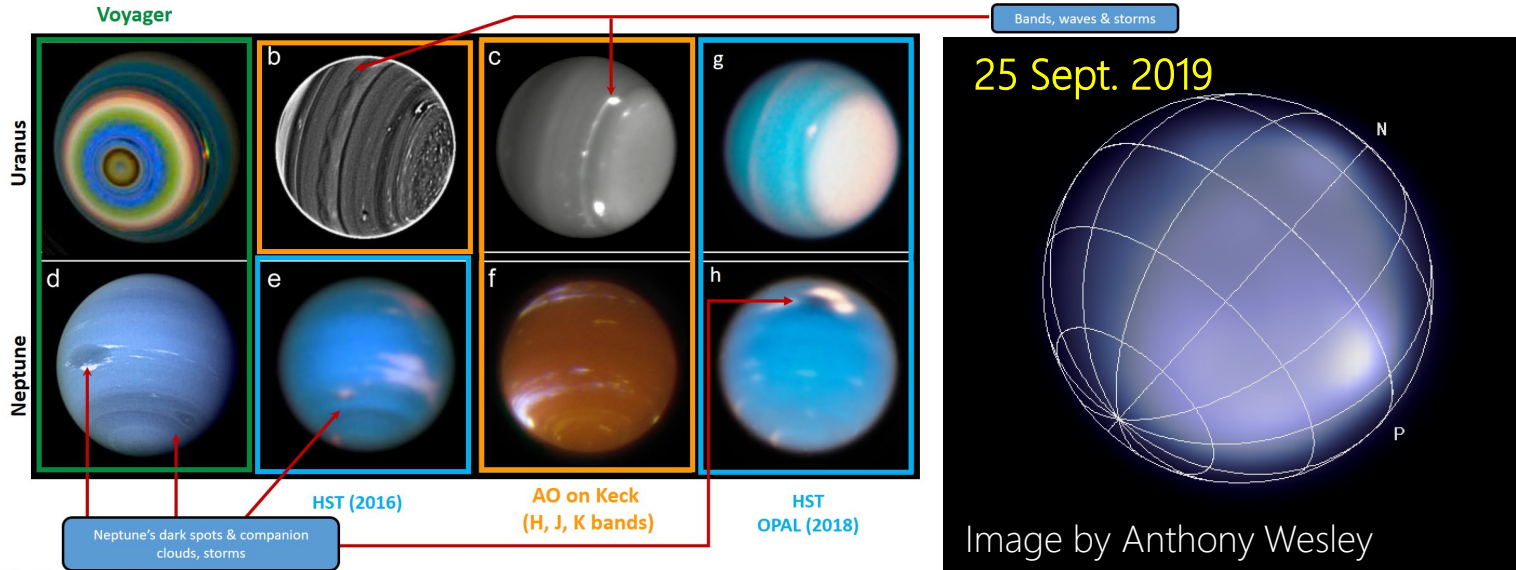 Voyager
Bands, waves & storms
Uranus
b
c
g
25 Sept. 2019
N
P
Neptune
d
e
f
h
HST (2016)
AO on Keck
(H, J, K bands)
HST
OPAL (2018)
Neptune's dark spots & companion
clouds, storms
Image by Anthony Wesley